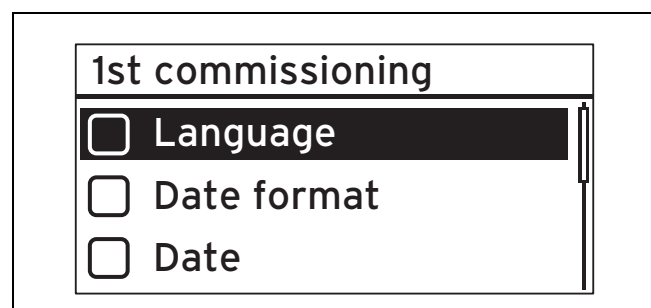 1st commissioning
Language
Date format
Date